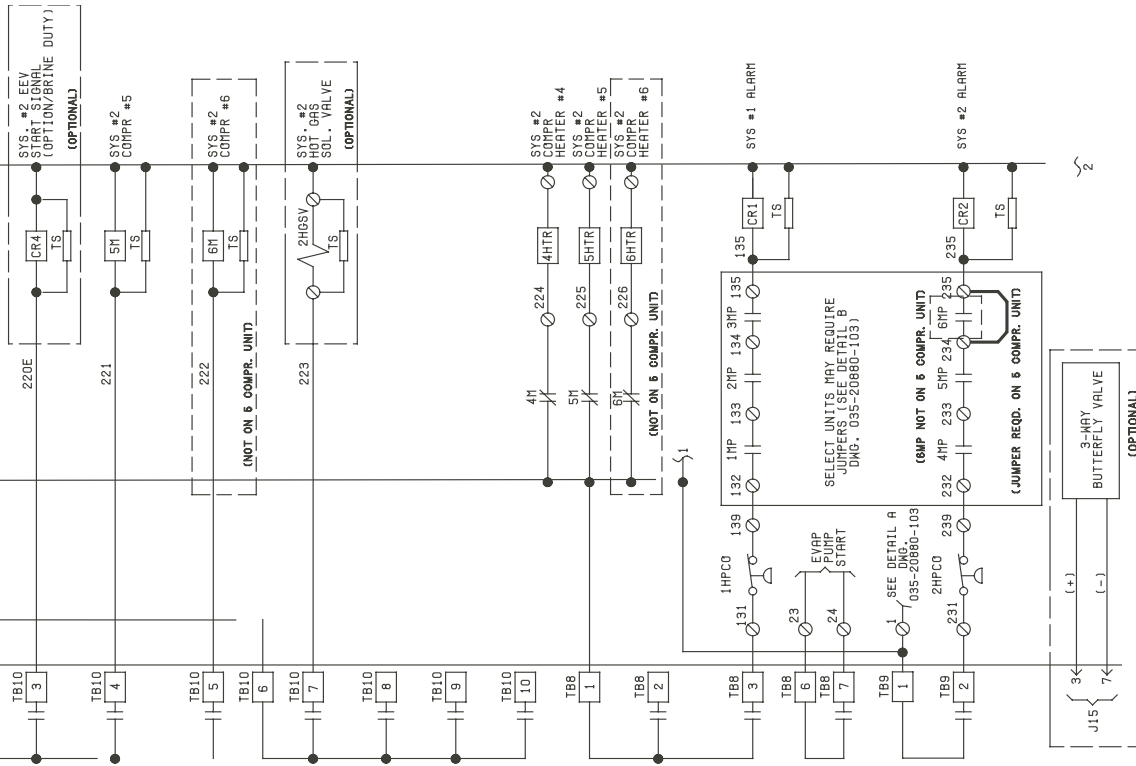 SYS. #2 EEV
START SIGNAL
(OPTION/BRINE DUTY)
(OPTIONAL)
CR4
TS
220E
TB10
3
SYS #2
COMPR #5
5M
TS
221
TB10
4
SYS #2
COMPR #6
6M
TS
222
(NOT ON 5 COMPR. UNIT)
TB10
5
TB10
6
SYS. #2
HOT GAS
SOL. VALVE
(OPTIONAL)
2HGSV
TS
223
TB10
7
TB10
8
TB10
9
TB10
10
SYS #2
COMPR
HEATER #4
4HTR
224
4M
SYS #2
COMPR
HEATER #5
5HTR
225
5M
TB8
1
SYS #2
COMPR
HEATER #6
6HTR
226
6M
(NOT ON 5 COMPR. UNIT)
TB8
2
1
2
SYS #1 ALARM
CR1
TS
135
135
3MP
134
2MP
133
1MP
132
139
1HPCO
131
TB8
3
SELECT UNITS MAY REQUIRE
JUMPERS (SEE DETAIL B
DWG. 035-20880-103)
EVAP
PUMP
START
23
24
TB8
6
TB8
7
SEE DETAIL A
DWG.
035-20880-103
1
TB9
1
SYS #2 ALARM
CR2
TS
235
235
6MP
234
5MP
233
4MP
232
239
2HPCO
231
TB9
2
(6MP NOT ON 5 COMPR. UNIT)
(JUMPER REQD. ON 5 COMPR. UNIT)
3-WAY
BUTTERFLY VALVE
(OPTIONAL)
(+)
(-)
3
7
J15